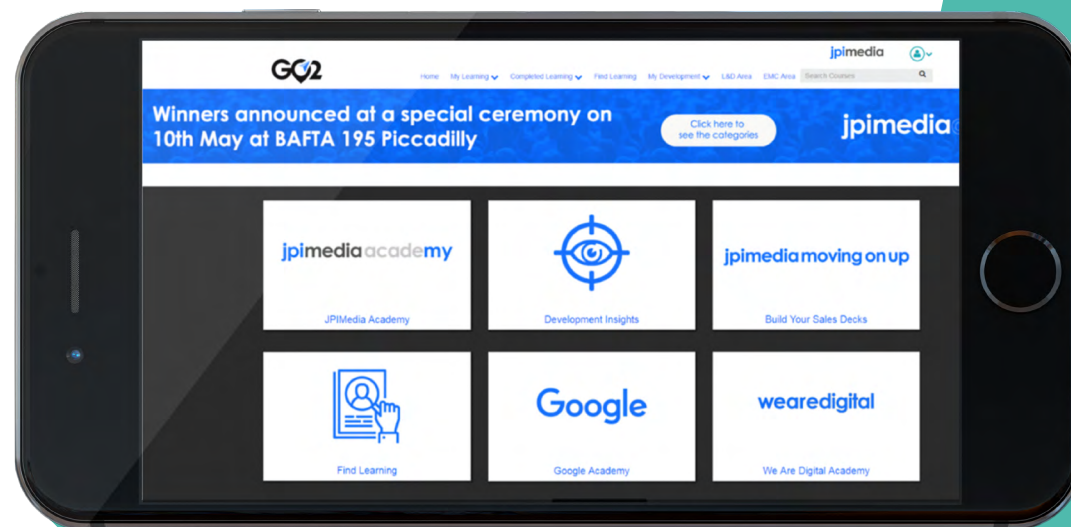 jpimedia
GO2
Home My Learning Completed Learning Find Learning My Development L&D Area EMC Area Search Courses
Winners announced at a special ceremony on
10th May at BAFTA 195 Piccadilly
Click here to
see the categories
jpimedia
jpimediaacademy
JPIMedia Academy
Development Insights
jpimedia moving on up
Build Your Sales Decks
Find Learning
Google
Google Academy
wearedigital
We Are Digital Academy